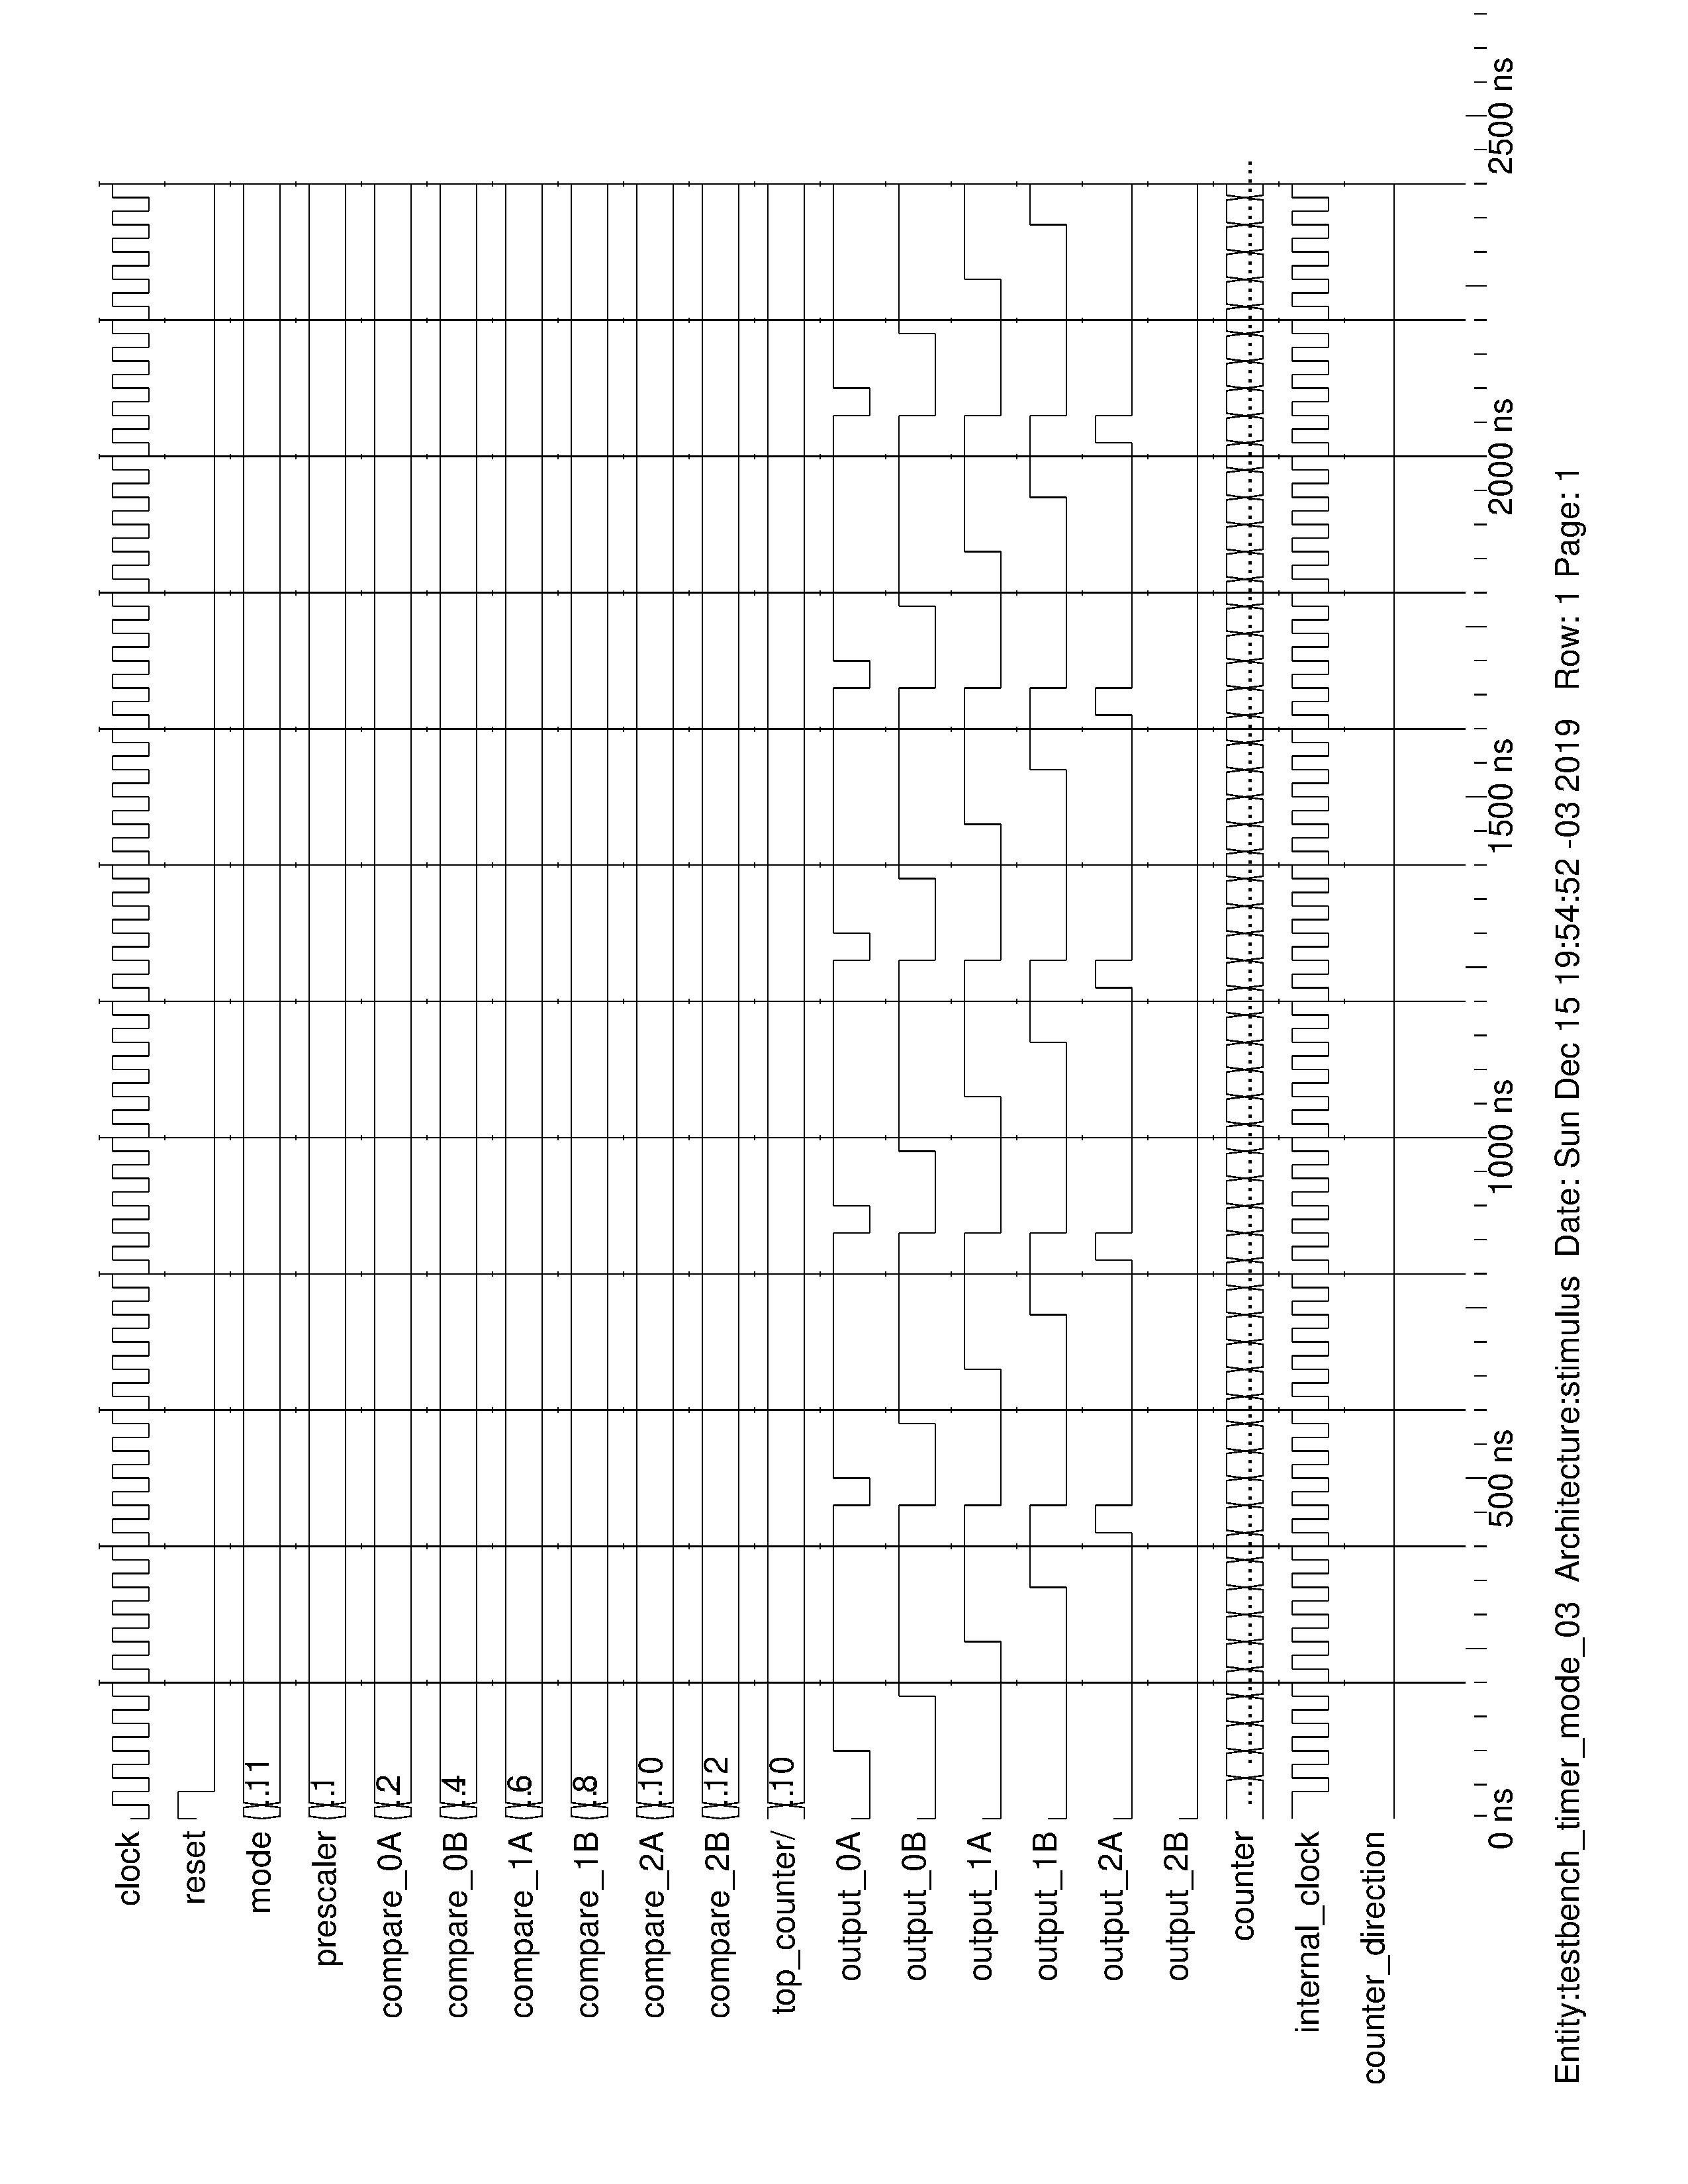 clock
reset
mode ..11
prescaler ..1
compare_0A ..2
compare_0B ..4
compare_1A ..6
compare_1B ..8
compare_2A ..10
compare_2B ..12
top_counter/ ..10
output_0A
output_0B
output_1A
output_1B
output_2A
output_2B
counter
internal_clock
counter_direction
0 ns 500 ns 1000 ns 1500 ns 2000 ns 2500 ns
Entity:testbench_timer_mode_03 Architecture:stimulus Date: Sun Dec 15 19:54:52 -03 2019 Row: 1 Page: 1